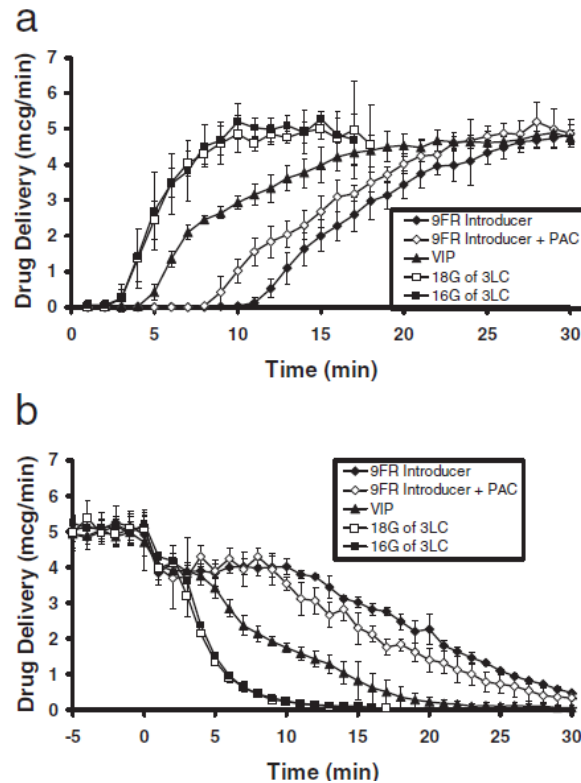 a
Drug Delivery (mcg/min)
7
6
5
4
3
2
1
0
9FR Introducer
9FR Introducer + PAC
VIP
18G of 3LC
16G of 3LC
0 5 10 15 20 25 30
Time (min)
b
Drug Delivery (mcg/min)
7
6
5
4
3
2
1
0
9FR Introducer
9FR Introducer + PAC
VIP
18G of 3LC
16G of 3LC
-5 0 5 10 15 20 25 30
Time (min)